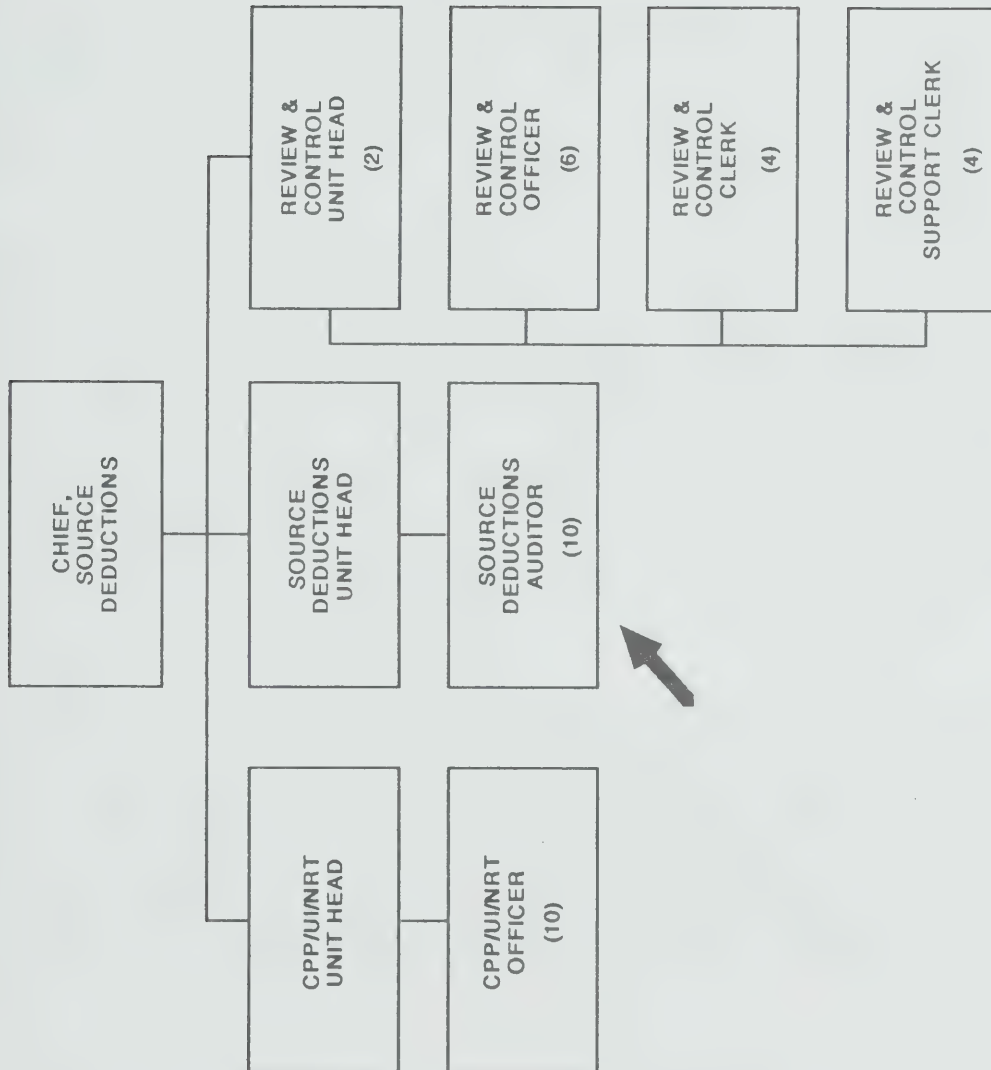 CHIEF,
SOURCE
DEDUCTIONS
CPP/UI/NRT
UNIT HEAD
CPP/UI/NRT
OFFICER
(10)
SOURCE
DEDUCTIONS
UNIT HEAD
SOURCE
DEDUCTIONS
AUDITOR
(10)
REVIEW &
CONTROL
UNIT HEAD
(2)
REVIEW &
CONTROL
OFFICER
(6)
REVIEW &
CONTROL
CLERK
(4)
REVIEW &
CONTROL
SUPPORT CLERK
(4)